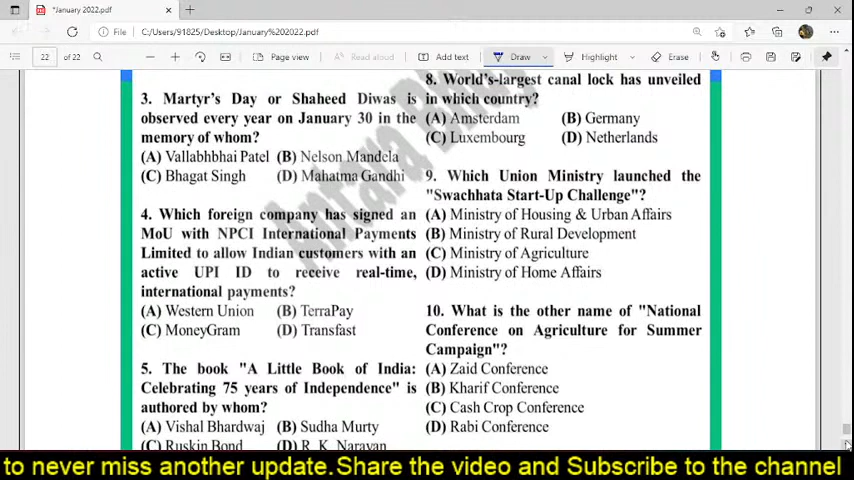 *January 2022.pdf
File
C:/Users/91825/Desktop/January%202022.pdf
22 of 22
Page view
Read aloud
Add text
Draw
Highlight
Erase
3. Martyr's Day or Shaheed Diwas is
observed every year on January 30 in the
memory of whom?
(A) Vallabhbhai Patel (B) Nelson Mandela
(C) Bhagat Singh (D) Mahatma Gandhi
4. Which foreign company has signed an
MoU with NPCI International Payments
Limited to allow Indian customers with an
active UPI ID to receive real-time,
international payments?
(A) Western Union (B) TerraPay
(C) MoneyGram (D) Transfast
5. The book "A Little Book of India:
Celebrating 75 years of Independence" is
authored by whom?
(A) Vishal Bhardwaj (B) Sudha Murty
(C) Ruskin Bond (D) R. K. Narayan
8. World's-largest canal lock has unveiled
in which country?
(A) Amsterdam (B) Germany
(C) Luxembourg (D) Netherlands
9. Which Union Ministry launched the
"Swachhata Start-Up Challenge"?
(A) Ministry of Housing & Urban Affairs
(B) Ministry of Rural Development
(C) Ministry of Agriculture
(D) Ministry of Home Affairs
10. What is the other name of "National
Conference on Agriculture for Summer
Campaign"?
(A) Zaid Conference
(B) Kharif Conference
(C) Cash Crop Conference
(D) Rabi Conference
Antara
to never miss another update.Share the video and Subscribe to the channel